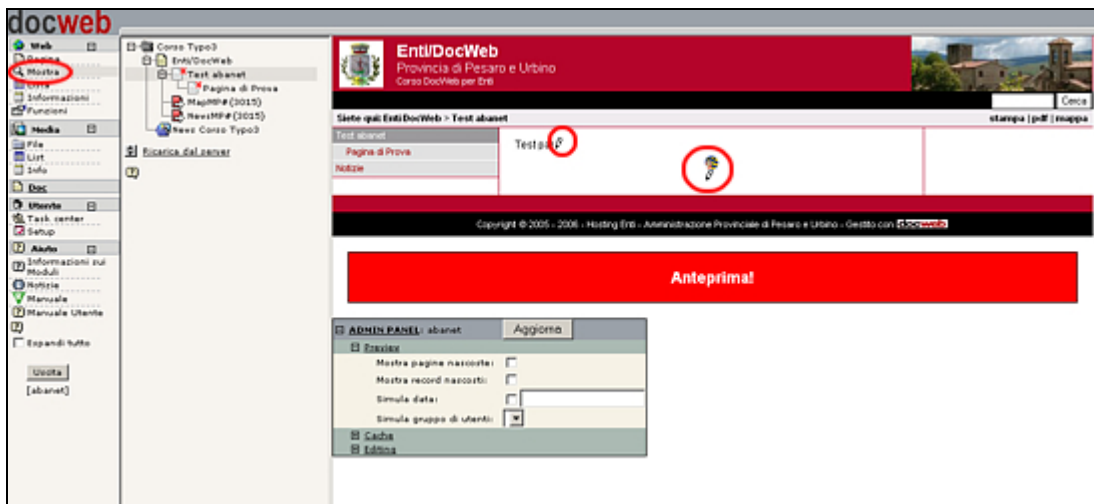 docweb
Web
Pagina
Mostra
Lista
Informazioni
Funzioni
Media
File
List
Info
Doc
Utente
Task center
Setup
Aiuto
Informazioni sui
Moduli
Notizie
Manuale
Manuale Utente
Expandi tutto
Uscita
[abanet]
Corso Typo3
Enti/DocWeb
Test abanet
Pagina di Prova
MapMP# (3015)
NewsMP# (3015)
News Corso Typo3
Ricarica dal server
Enti/DocWeb
Provincia di Pesaro e Urbino
Corso DocWeb per Enti
Cerca
Siete qui: Enti DocWeb > Test abanet
stampa | pdf | mappa
Test abanet
Pagina di Prova
Notizie
Test pa
Copyright © 2005 - 2006 - Hosting Enti - Amministrazione Provinciale di Pesaro e Urbino - Gestito con docweb
Anteprima!
ADMIN PANEL: abanet Aggiorna
Preview
Mostra pagine nascoste:
Mostra record nascosti:
Simula data:
Simula gruppo di utenti:
Cache
Editing